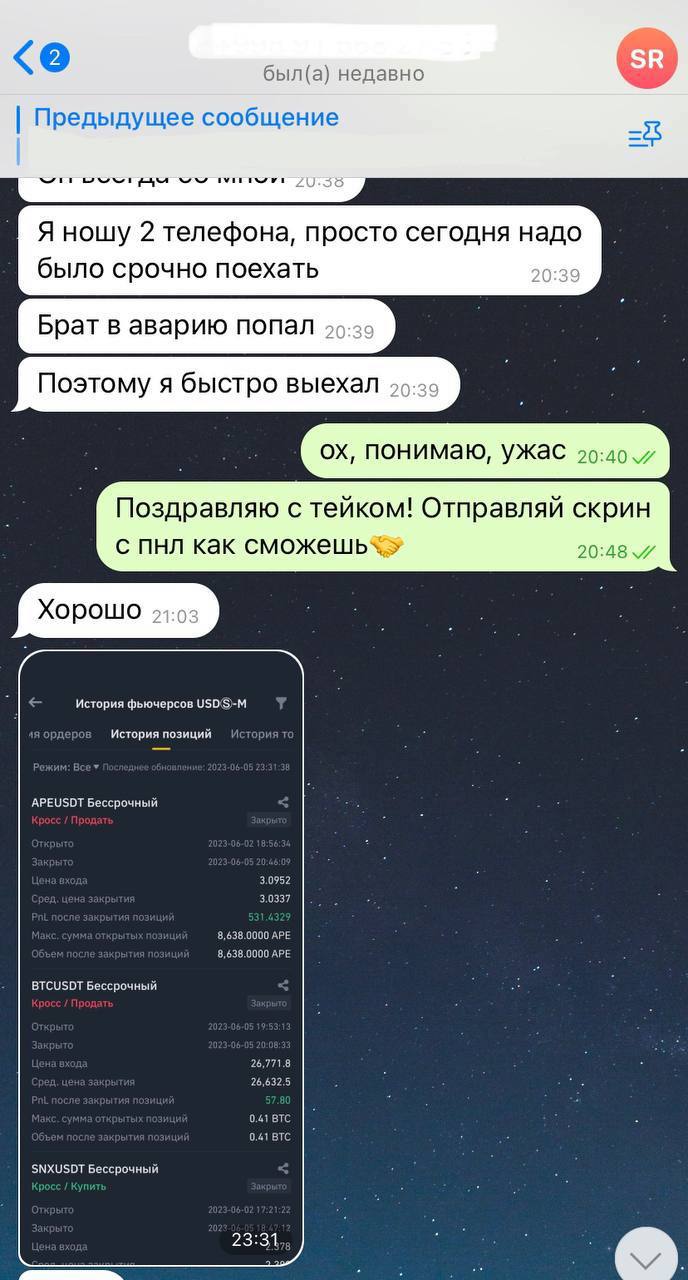 2
был(а) недавно
SR
Предыдущее сообщение
Он всегда со мной 20:38
Я ношу 2 телефона, просто сегодня надо
было срочно поехать 20:39
Брат в аварию попал 20:39
Поэтому я быстро выехал 20:39
ох, понимаю, ужас 20:40
Поздравляю с тейком! Отправляй скрин
с пнл как сможешь🤝 20:48
Хорошо 21:03
История фьючерсов USDⓈ-M
ия ордеров История позиций История то
Режим: Все Последнее обновление: 2023-06-05 23:31:38
APEUSDT Бессрочный
Кросс / Продать Закрыто
Открыто 2023-06-02 18:56:34
Закрыто 2023-06-05 20:46:09
Цена входа 3.0952
Сред. цена закрытия 3.0337
PnL после закрытия позиций 531.4329
Макс. сумма открытых позиций 8,638.0000 APE
Объем после закрытия позиций 8,638.0000 APE
BTCUSDT Бессрочный
Кросс / Продать Закрыто
Открыто 2023-06-05 19:53:13
Закрыто 2023-06-05 20:08:33
Цена входа 26,771.8
Сред. цена закрытия 26,632.5
PnL после закрытия позиций 57.80
Макс. сумма открытых позиций 0.41 BTC
Объем после закрытия позиций 0.41 BTC
SNXUSDT Бессрочный
Кросс / Купить Закрыто
Открыто 2023-06-02 17:21:22
Закрыто 2023-06-05 18:47:12
Цена входа 2.378
Сред. цена закрытия
23:31